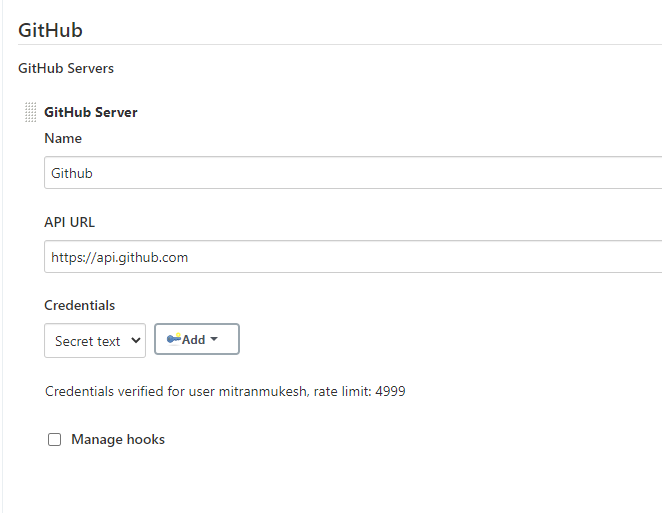 GitHub
GitHub Servers
GitHub Server
Name
Github
API URL
https://api.github.com
Credentials
Secret text
Add
Credentials verified for user mitranmukesh, rate limit: 4999
Manage hooks